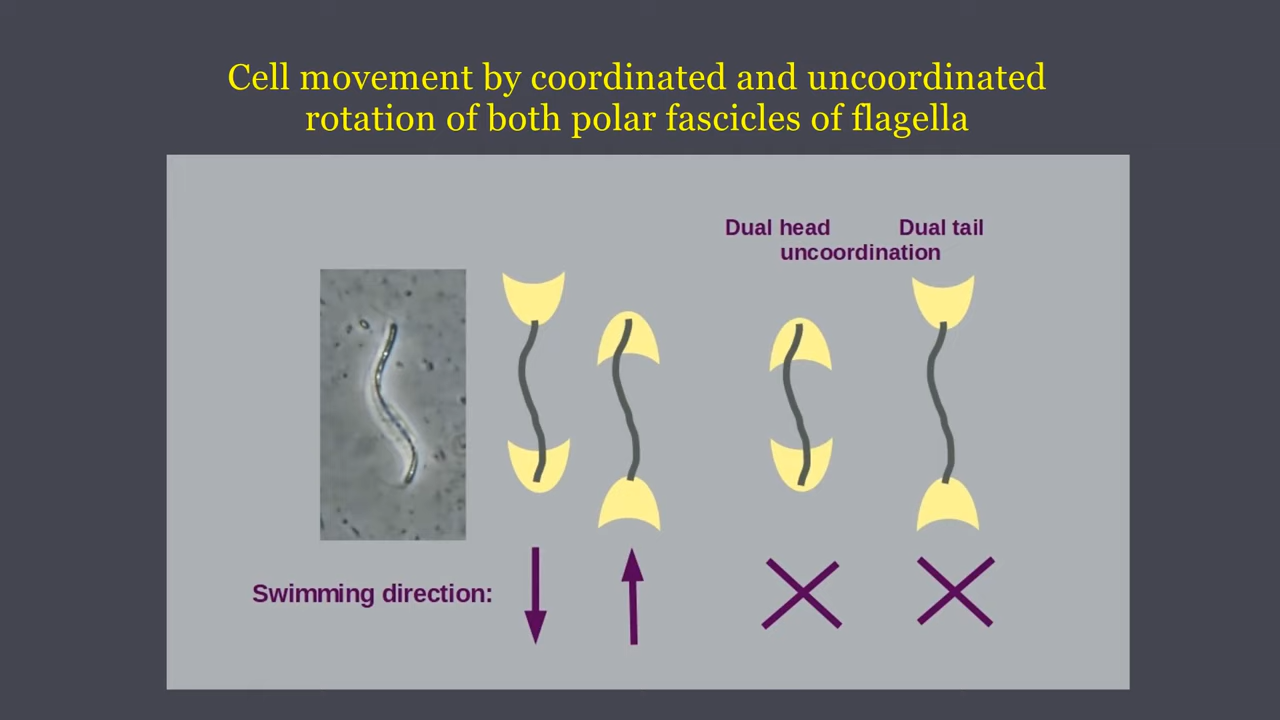 Cell movement by coordinated and uncoordinated
rotation of both polar fascicles of flagella
Dual head Dual tail
uncoordination
Swimming direction: